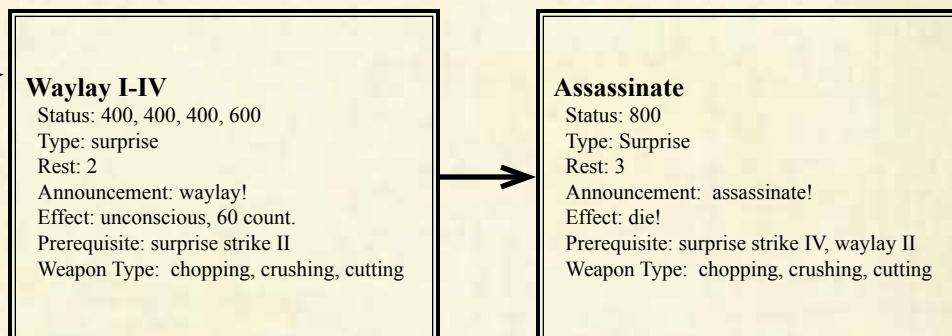 Waylay I-IV
Status: 400, 400, 400, 600
Type: surprise
Rest: 2
Announcement: waylay!
Effect: unconscious, 60 count.
Prerequisite: surprise strike II
Weapon Type:  chopping, crushing, cutting
Assassinate
Status: 800
Type: Surprise
Rest: 3
Announcement:  assassinate!
Effect: die!
Prerequisite: surprise strike IV, waylay II
Weapon Type:  chopping, crushing, cutting